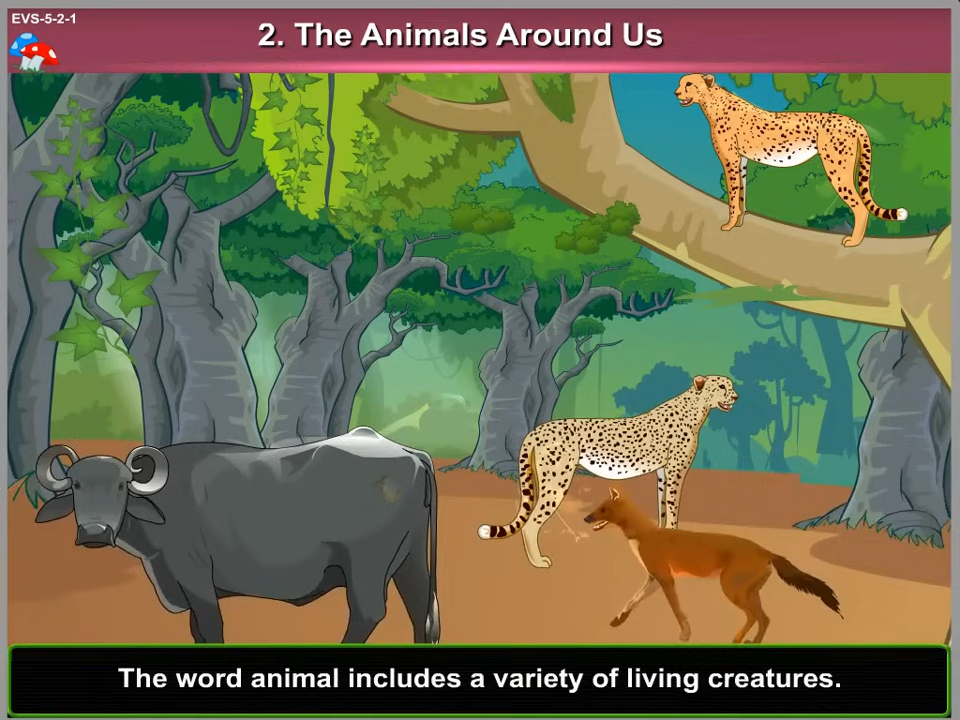 EVS-5-2-1
2. The Animals Around Us
The word animal includes a variety of living creatures.